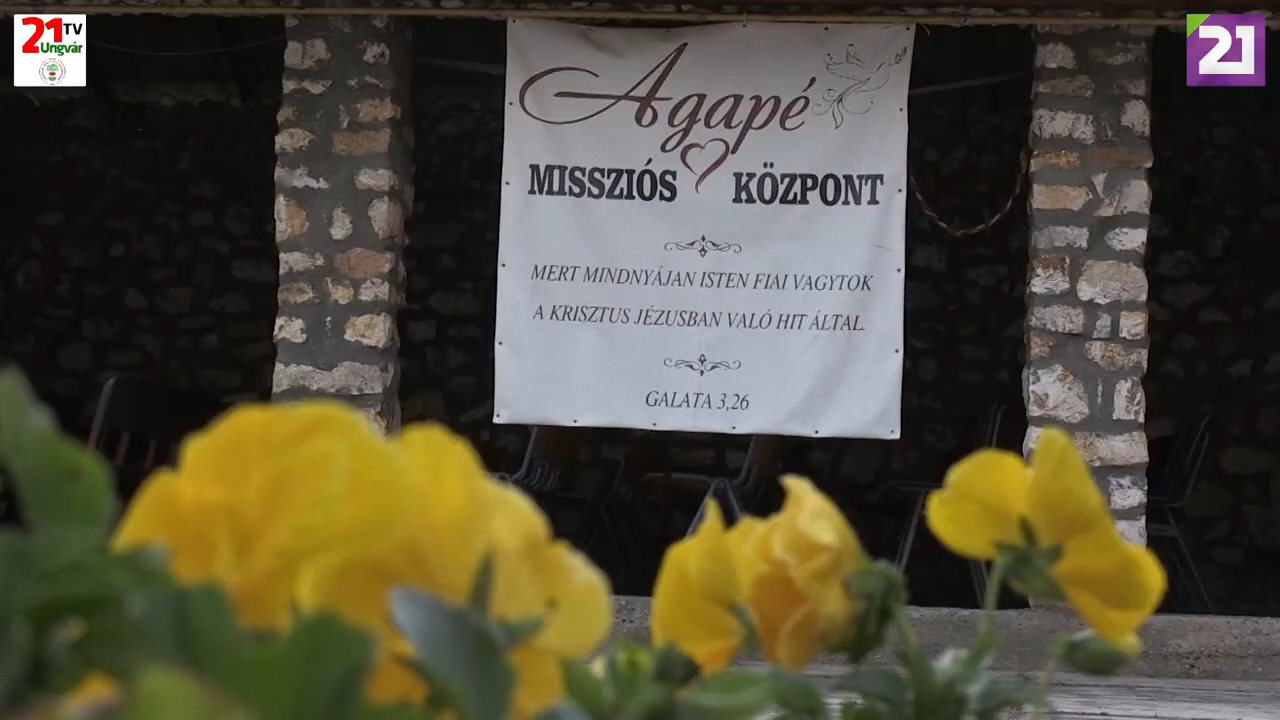 21 TV
Ungvár
21
Agapé
MISSZIÓS KÖZPONT
MERT MINDNYÁJAN ISTEN FIAI VAGYTOK
A KRISZTUS JÉZUSBAN VALÓ HIT ÁLTAL.
GALATA 3,26